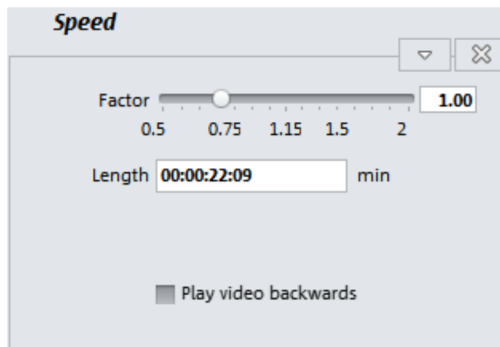 Speed
Factor 1.00
0.5 0.75 1.15 1.5 2
Length 00:00:22:09 min
Play video backwards